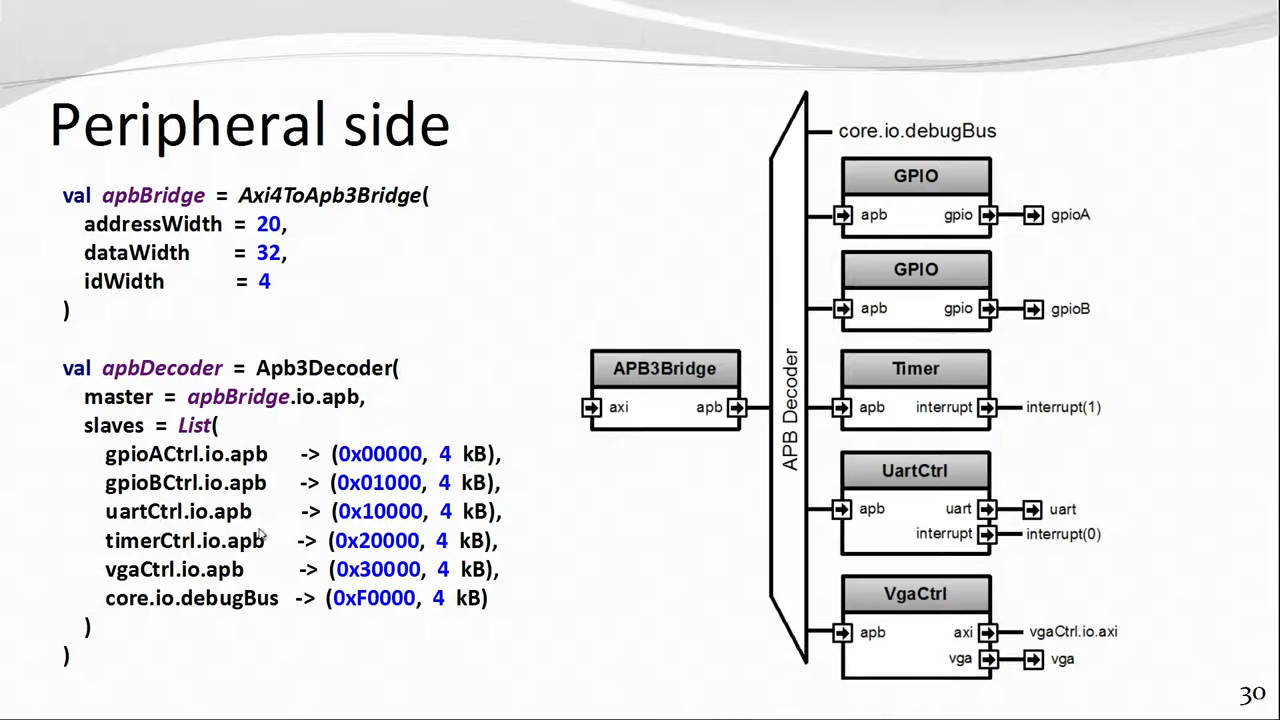 Peripheral side
val apbBridge = Axi4ToApb3Bridge(
addressWidth = 20,
dataWidth = 32,
idWidth = 4
)
val apbDecoder = Apb3Decoder(
master = apbBridge.io.apb,
slaves = List(
gpioACtrl.io.apb -> (0x00000, 4 kB),
gpioBCtrl.io.apb -> (0x01000, 4 kB),
uartCtrl.io.apb -> (0x10000, 4 kB),
timerCtrl.io.apb -> (0x20000, 4 kB),
vgaCtrl.io.apb -> (0x30000, 4 kB),
core.io.debugBus -> (0xF0000, 4 kB)
)
)
APB3Bridge
axi apb
APB Decoder
core.io.debugBus
GPIO
apb gpio gpioA
GPIO
apb gpio gpioB
Timer
apb interrupt interrupt(1)
UartCtrl
apb uart uart
interrupt interrupt(0)
VgaCtrl
apb axi vgaCtrl.io.axi
vga vga
30